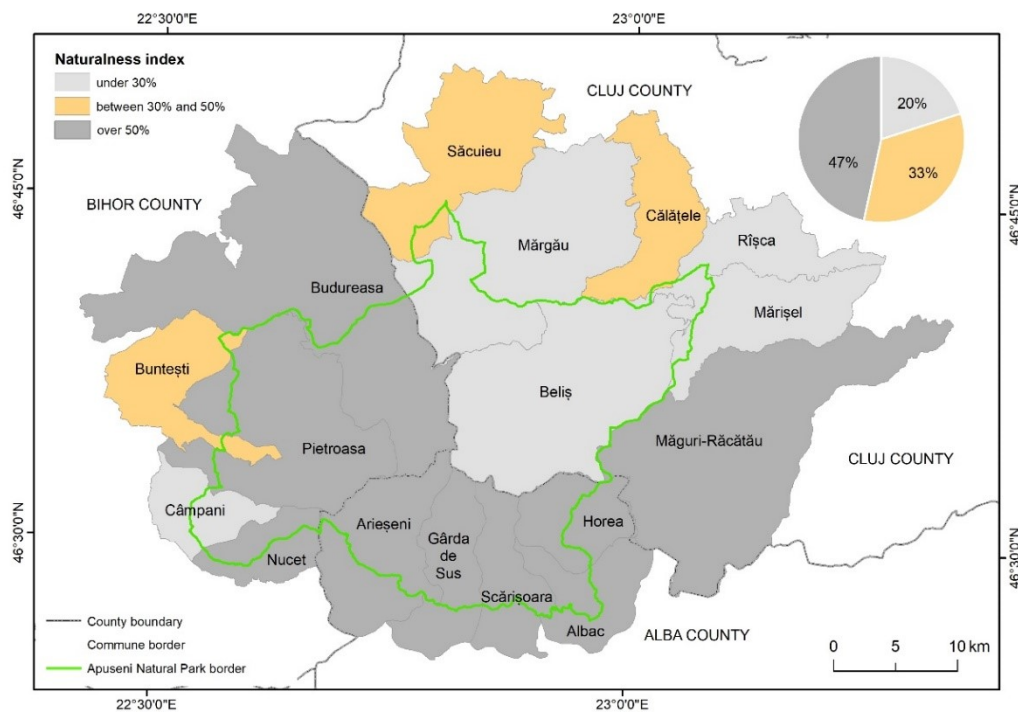 22°30'0"E
23°0'0"E
Naturalness index
under 30%
between 30% and 50%
over 50%
CLUJ COUNTY
20%
47%
33%
Săcuieu
46°45'0"N
46°45'0"N
BIHOR COUNTY
Călățele
Mărgău
Rîșca
Budureasa
Mărișel
Buntești
Beliș
Măguri-Răcătău
Pietroasa
CLUJ COUNTY
Câmpani
46°30'0"N
46°30'0"N
Arieșeni
Horea
Gârda
de
Sus
Nucet
Scărișoara
County boundary
Albac
ALBA COUNTY
Commune border
0 5 10 km
Apuseni Natural Park border
22°30'0"E
23°0'0"E